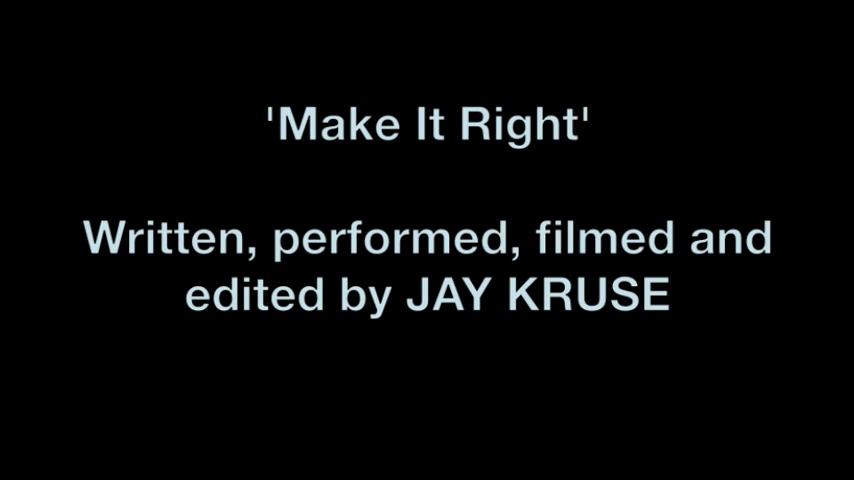 'Make It Right'
Written, performed, filmed and
edited by JAY KRUSE